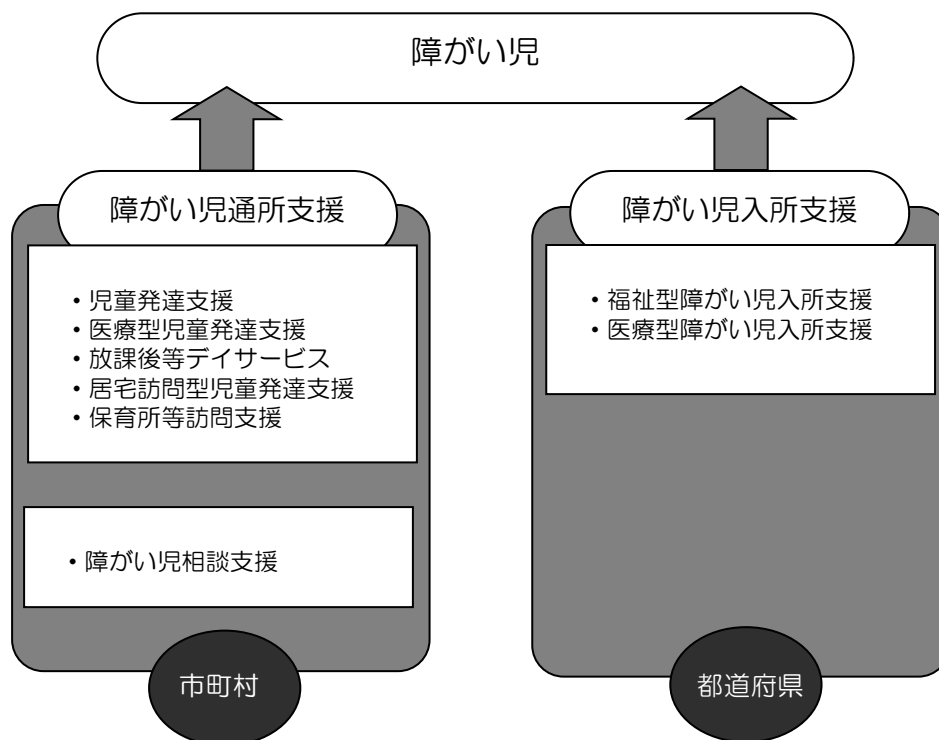 障がい児
障がい児通所支援
・児童発達支援
・医療型児童発達支援
・放課後等デイサービス
・居宅訪問型児童発達支援
・保育所等訪問支援
・障がい児相談支援
市町村
障がい児入所支援
・福祉型障がい児入所支援
・医療型障がい児入所支援
都道府県